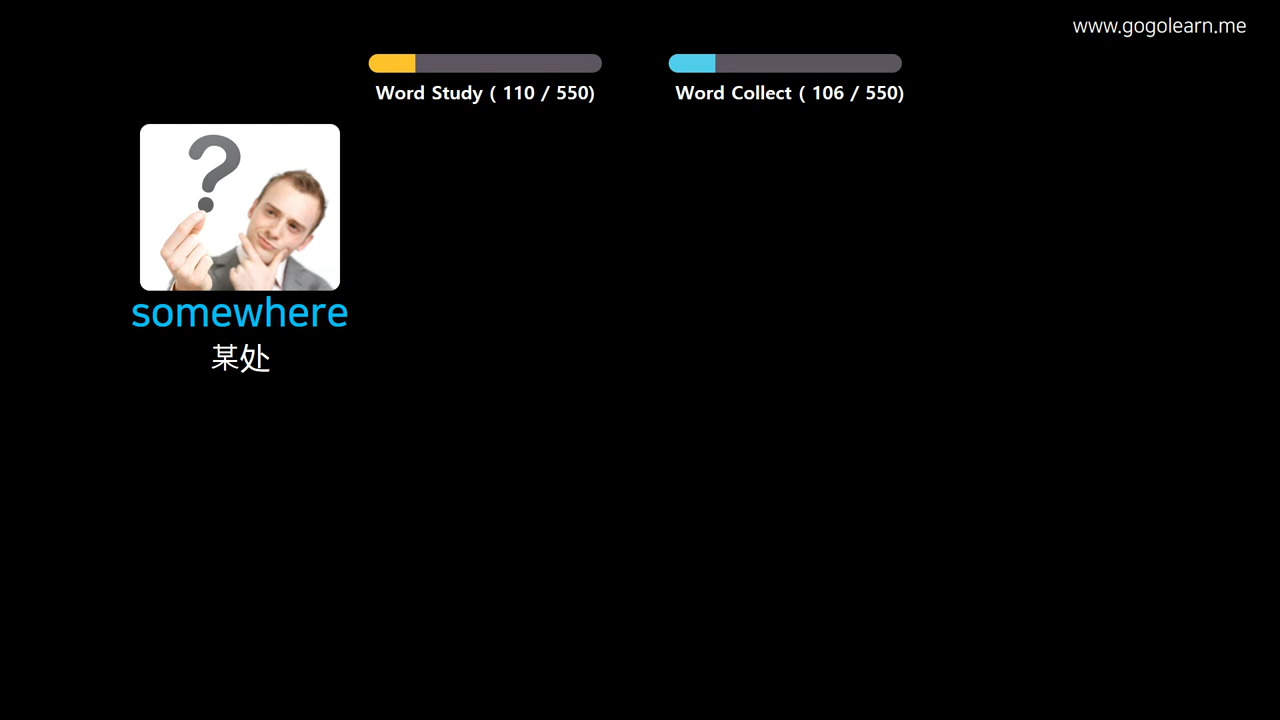 www.gogolearn.me
Word Study ( 110 / 550)
Word Collect ( 106 / 550)
?
somewhere
某处